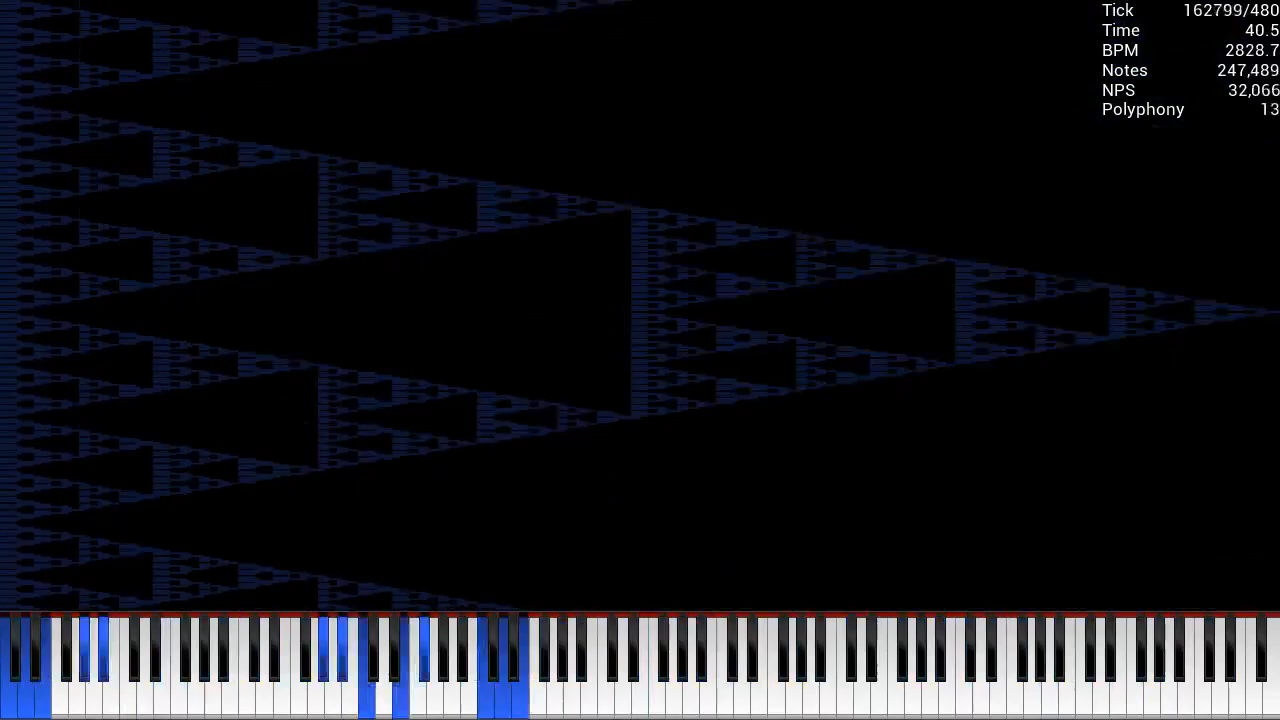 Tick 162799/480
Time 40.5
BPM 2828.7
Notes 247,489
NPS 32,066
Polyphony 13